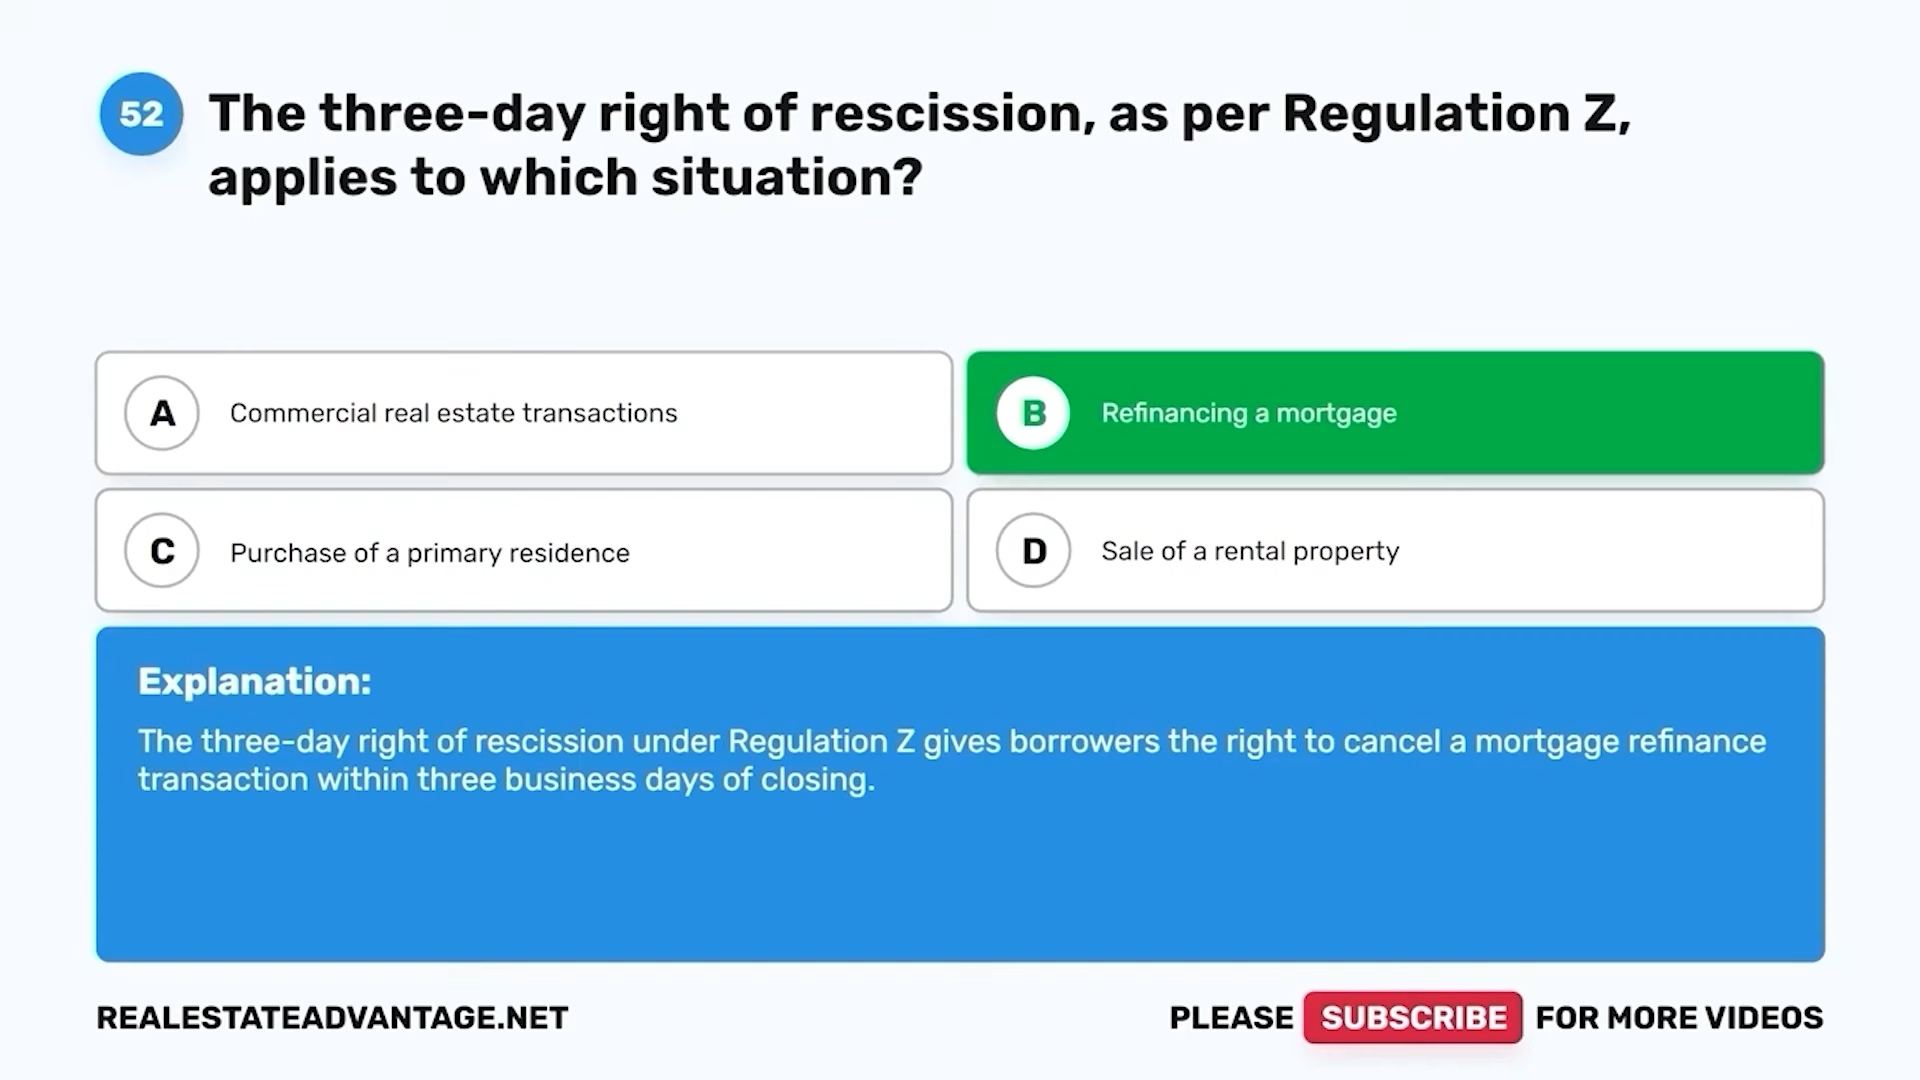 52
The three-day right of rescission, as per Regulation Z,
applies to which situation?
A Commercial real estate transactions
B Refinancing a mortgage
C Purchase of a primary residence
D Sale of a rental property
Explanation:
The three-day right of rescission under Regulation Z gives borrowers the right to cancel a mortgage refinance
transaction within three business days of closing.
REALESTATEADVANTAGE.NET
PLEASE SUBSCRIBE FOR MORE VIDEOS